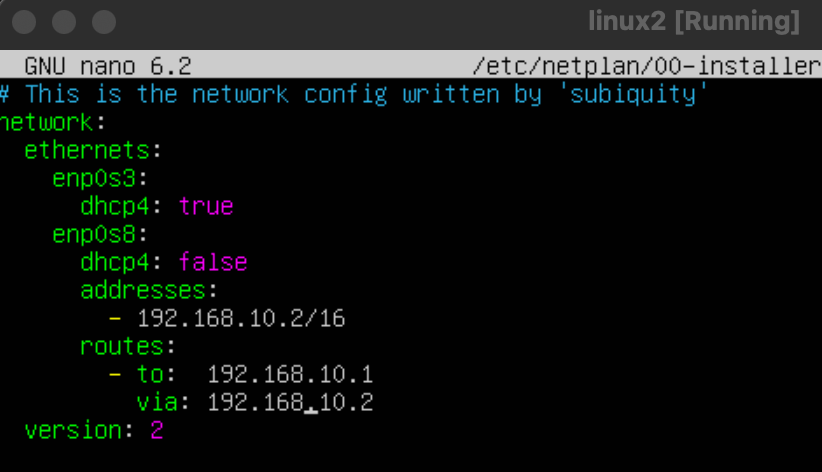 linux2 [Running]
GNU nano 6.2 /etc/netplan/00-installer
# This is the network config written by 'subiquity'
network:
  ethernets:
    enp0s3:
      dhcp4: true
    enp0s8:
      dhcp4: false
      addresses:
        - 192.168.10.2/16
      routes:
        - to:  192.168.10.1
          via: 192.168.10.2
  version: 2